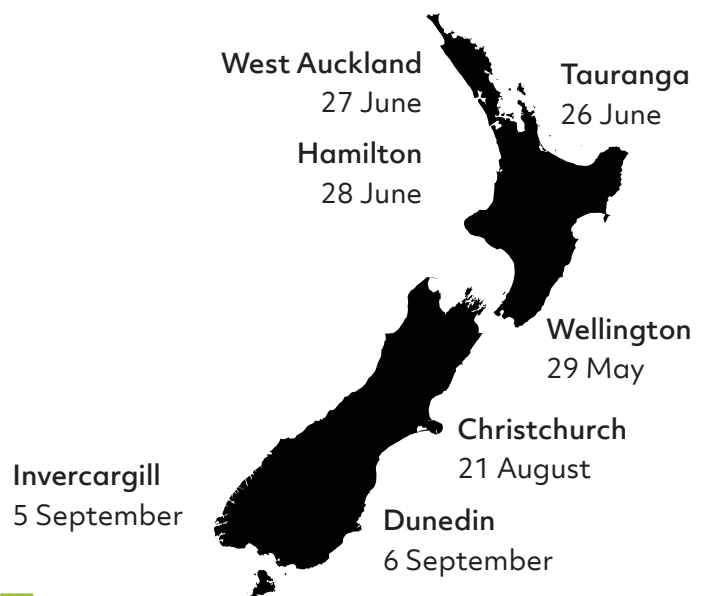 West Auckland
27 June
Tauranga
26 June
Hamilton
28 June
Wellington
29 May
Christchurch
21 August
Invercargill
5 September
Dunedin
6 September